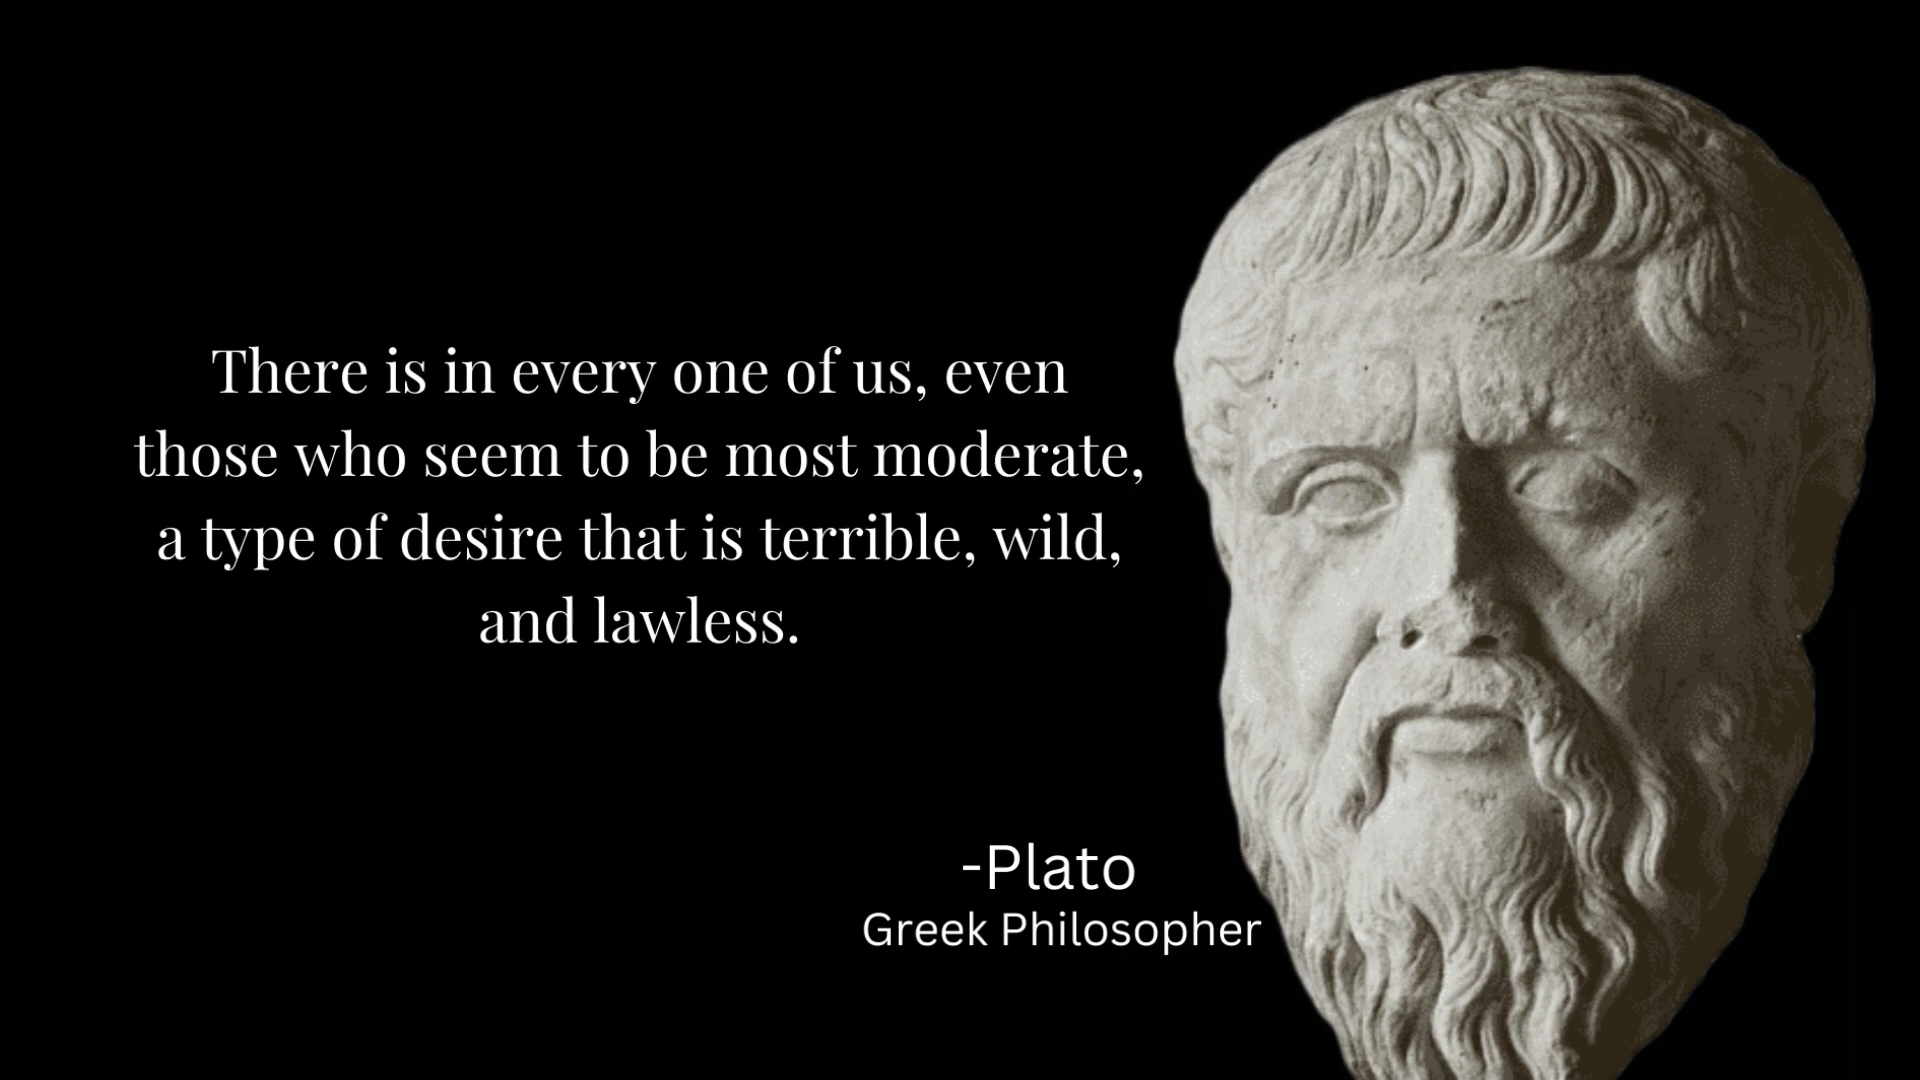 There is in every one of us, even
those who seem to be most moderate,
a type of desire that is terrible, wild,
and lawless.
-Plato
Greek Philosopher